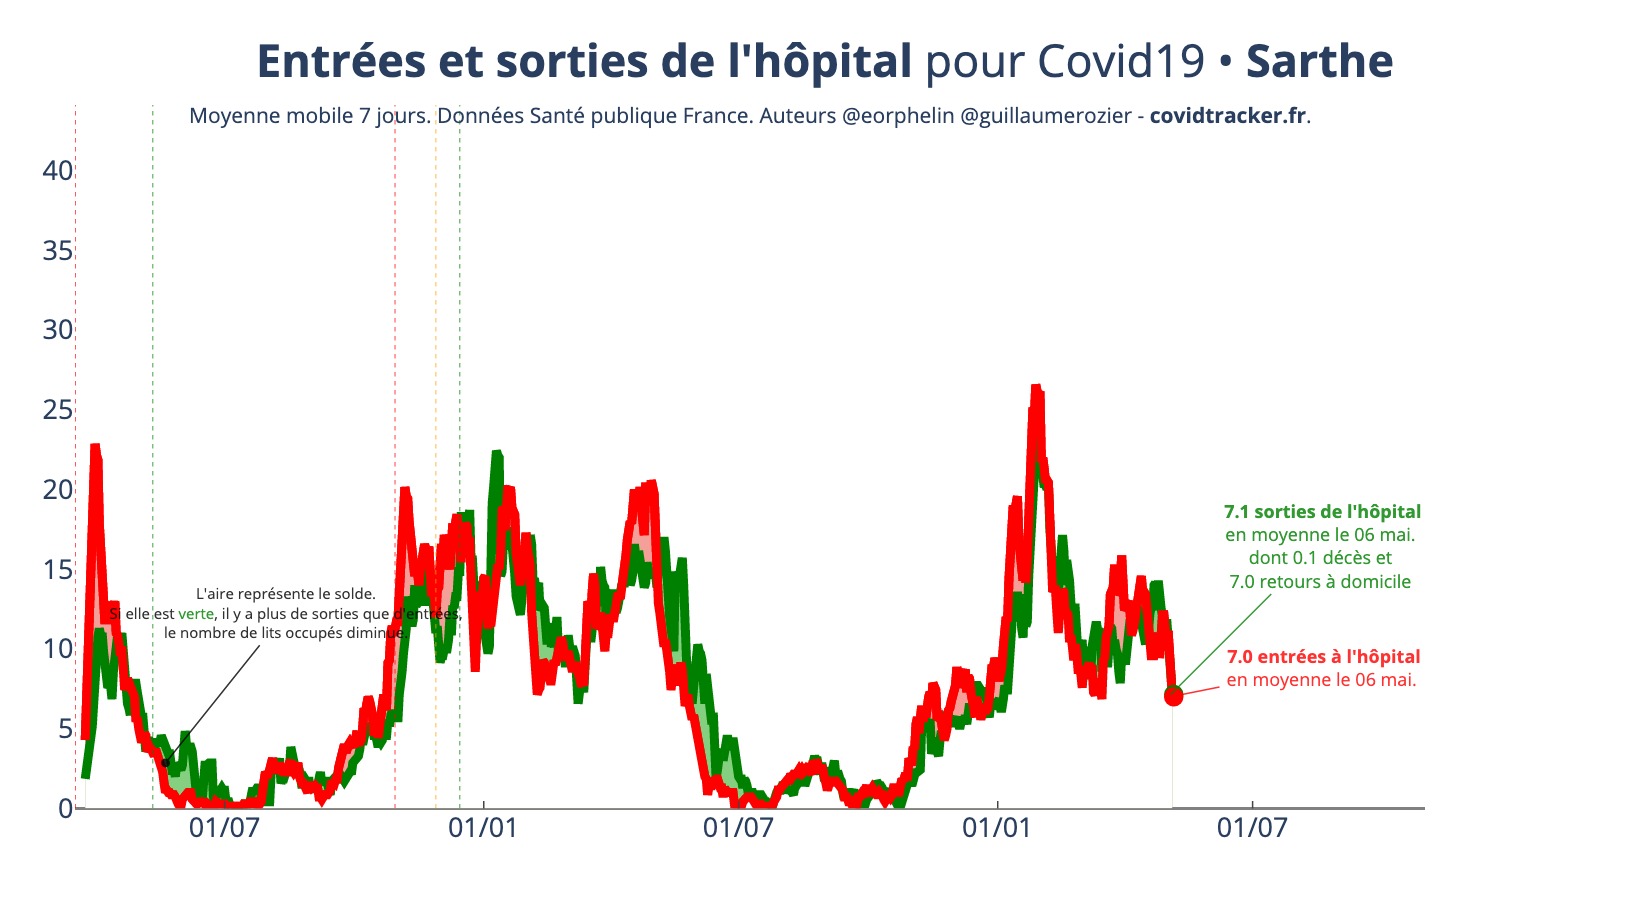 Entrées et sorties de l'hôpital pour Covid19 • Sarthe
Moyenne mobile 7 jours. Données Santé publique France. Auteurs @eorphelin @guillaumerozier - covidtracker.fr.
40
35
30
25
20
15
10
5
0
L'aire représente le solde.
Si elle est verte, il y a plus de sorties que d'entrées,
le nombre de lits occupés diminue.
7.1 sorties de l'hôpital
en moyenne le 06 mai.
dont 0.1 décès et
7.0 retours à domicile
7.0 entrées à l'hôpital
en moyenne le 06 mai.
01/07
01/01
01/07
01/01
01/07